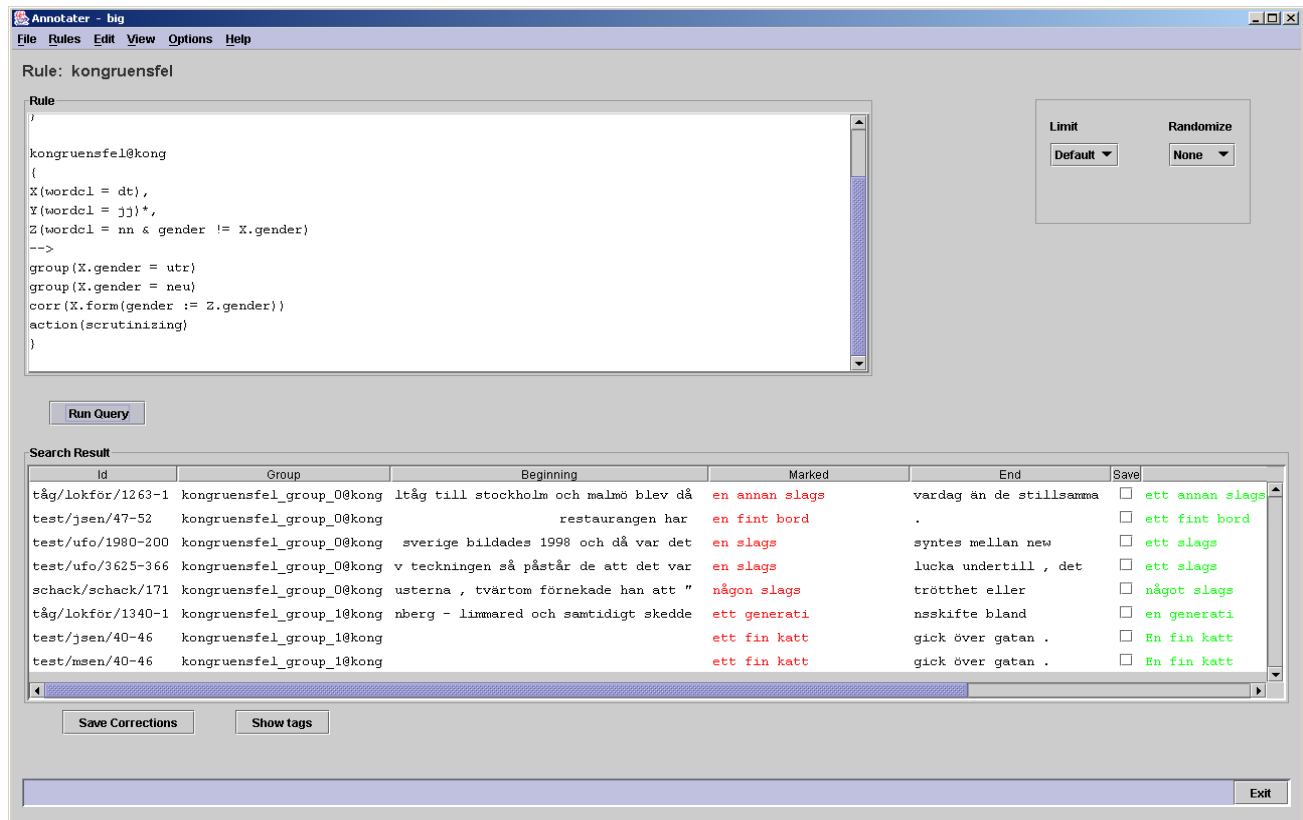 Annotater - big
File Rules Edit View Options Help
Rule: kongruensfel
Rule
}
kongruensfel@kong
{
X(wordcl = dt),
Y(wordcl = jj)*,
Z(wordcl = nn & gender != X.gender)
-->
group(X.gender = utr)
group(X.gender = neu)
corr(X.form(gender := Z.gender))
action(scrutinizing)
}
Limit Randomize
Default None
Run Query
Search Result
Id Group Beginning Marked End Save
tåg/lokför/1263-1 kongruensfel_group_0@kong ltåg till stockholm och malmö blev då en annan slags vardag än de stillsamma ett annan slags
test/jsen/47-52 kongruensfel_group_0@kong restaurangen har en fint bord . ett fint bord
test/ufo/1980-200 kongruensfel_group_0@kong sverige bildades 1998 och då var det en slags syntes mellan new ett slags
test/ufo/3625-366 kongruensfel_group_0@kong v teckningen så påstår de att det var en slags lucka undertill , det ett slags
schack/schack/171 kongruensfel_group_0@kong usterna , tvärtom förnekade han att " någon slags trötthet eller något slags
tåg/lokför/1340-1 kongruensfel_group_1@kong nberg - limmared och samtidigt skedde ett generati nsskifte bland en generati
test/jsen/40-46 kongruensfel_group_1@kong ett fin katt gick över gatan . En fin katt
test/msen/40-46 kongruensfel_group_1@kong ett fin katt gick över gatan . En fin katt
Save Corrections Show tags
Exit